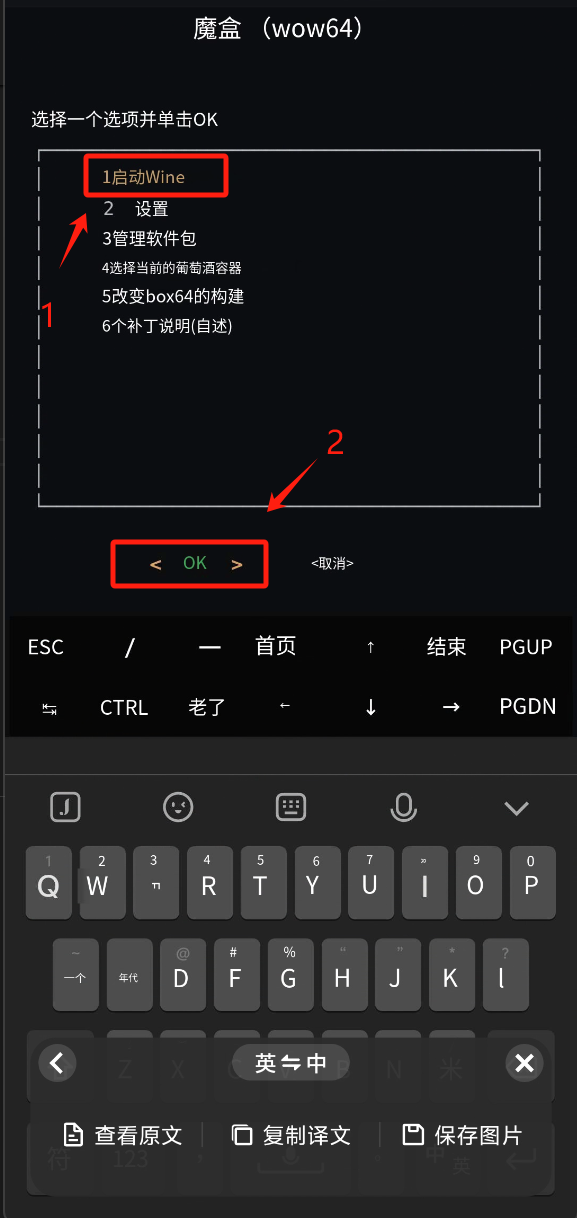 魔盒 （wow64）
选择一个选项并单击OK
1启动Wine
2 设置
3管理软件包
4选择当前的葡萄酒容器
5改变box64的构建
6个补丁说明(自述)
1
2
< OK > <取消>
ESC / — 首页 ↑ 结束 PGUP
↹ CTRL 老了 ← ↓ → PGDN
1 2 3 4 5 6 7 » 9 0
Q W ㄲ R T Y U I O P
~ @ # % “ ” * ?
一个 年代 D F G H J K l
Z X N 米
英⇋中
查看原文 | 复制译文 | 保存图片
符 123 中 英